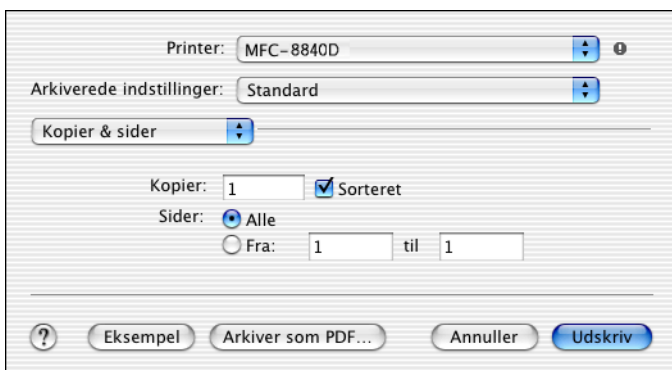 Printer: MFC-8840D
Arkiverede indstillinger: Standard
Kopier & sider
Kopier: 1 Sorteret
Sider: Alle
Fra: 1 til 1
? Eksempel Arkiver som PDF... Annuller Udskriv